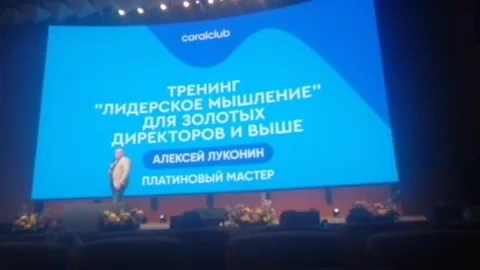 coralclub
ТРЕНИНГ
"ЛИДЕРСКОЕ МЫШЛЕНИЕ"
ДЛЯ ЗОЛОТЫХ
ДИРЕКТОРОВ И ВЫШЕ
АЛЕКСЕЙ ЛУКОНИН
ПЛАТИНОВЫЙ МАСТЕР